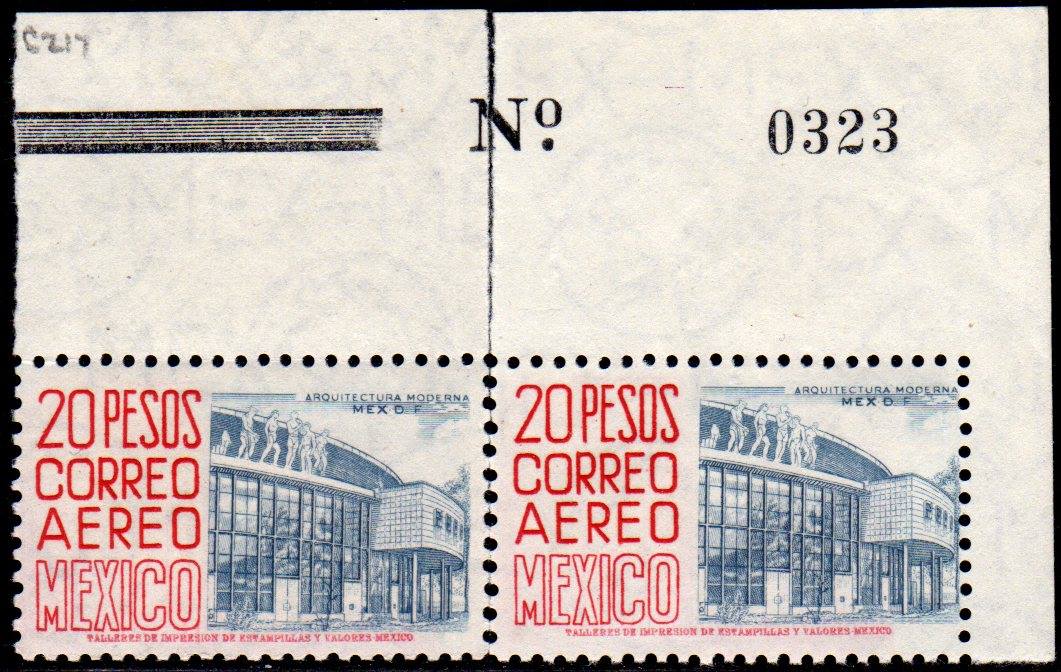 C217
Nº 0323
20 PESOS
CORREO
AEREO
MEXICO
ARQUITECTURA MODERNA
MEX D F
TALLERES DE IMPRESION DE ESTAMPILLAS Y VALORES-MEXICO
20 PESOS
CORREO
AEREO
MEXICO
ARQUITECTURA MODERNA
MEX D F
TALLERES DE IMPRESION DE ESTAMPILLAS Y VALORES-MEXICO